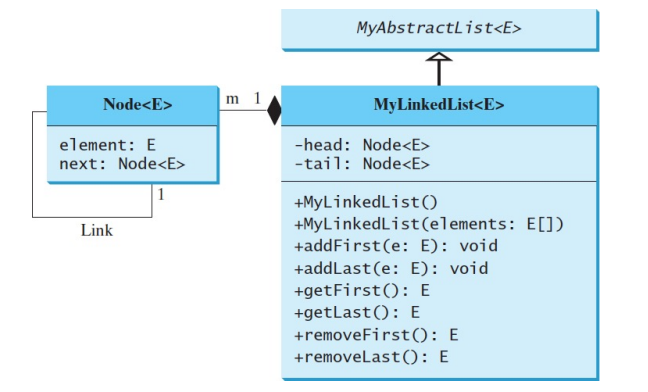 MyAbstractList<E>
Node<E>
element: E
next: Node<E>
1
Link
m 1
MyLinkedList<E>
-head: Node<E>
-tail: Node<E>
+MyLinkedList()
+MyLinkedList(elements: E[])
+addFirst(e: E): void
+addLast(e: E): void
+getFirst(): E
+getLast(): E
+removeFirst(): E
+removeLast(): E